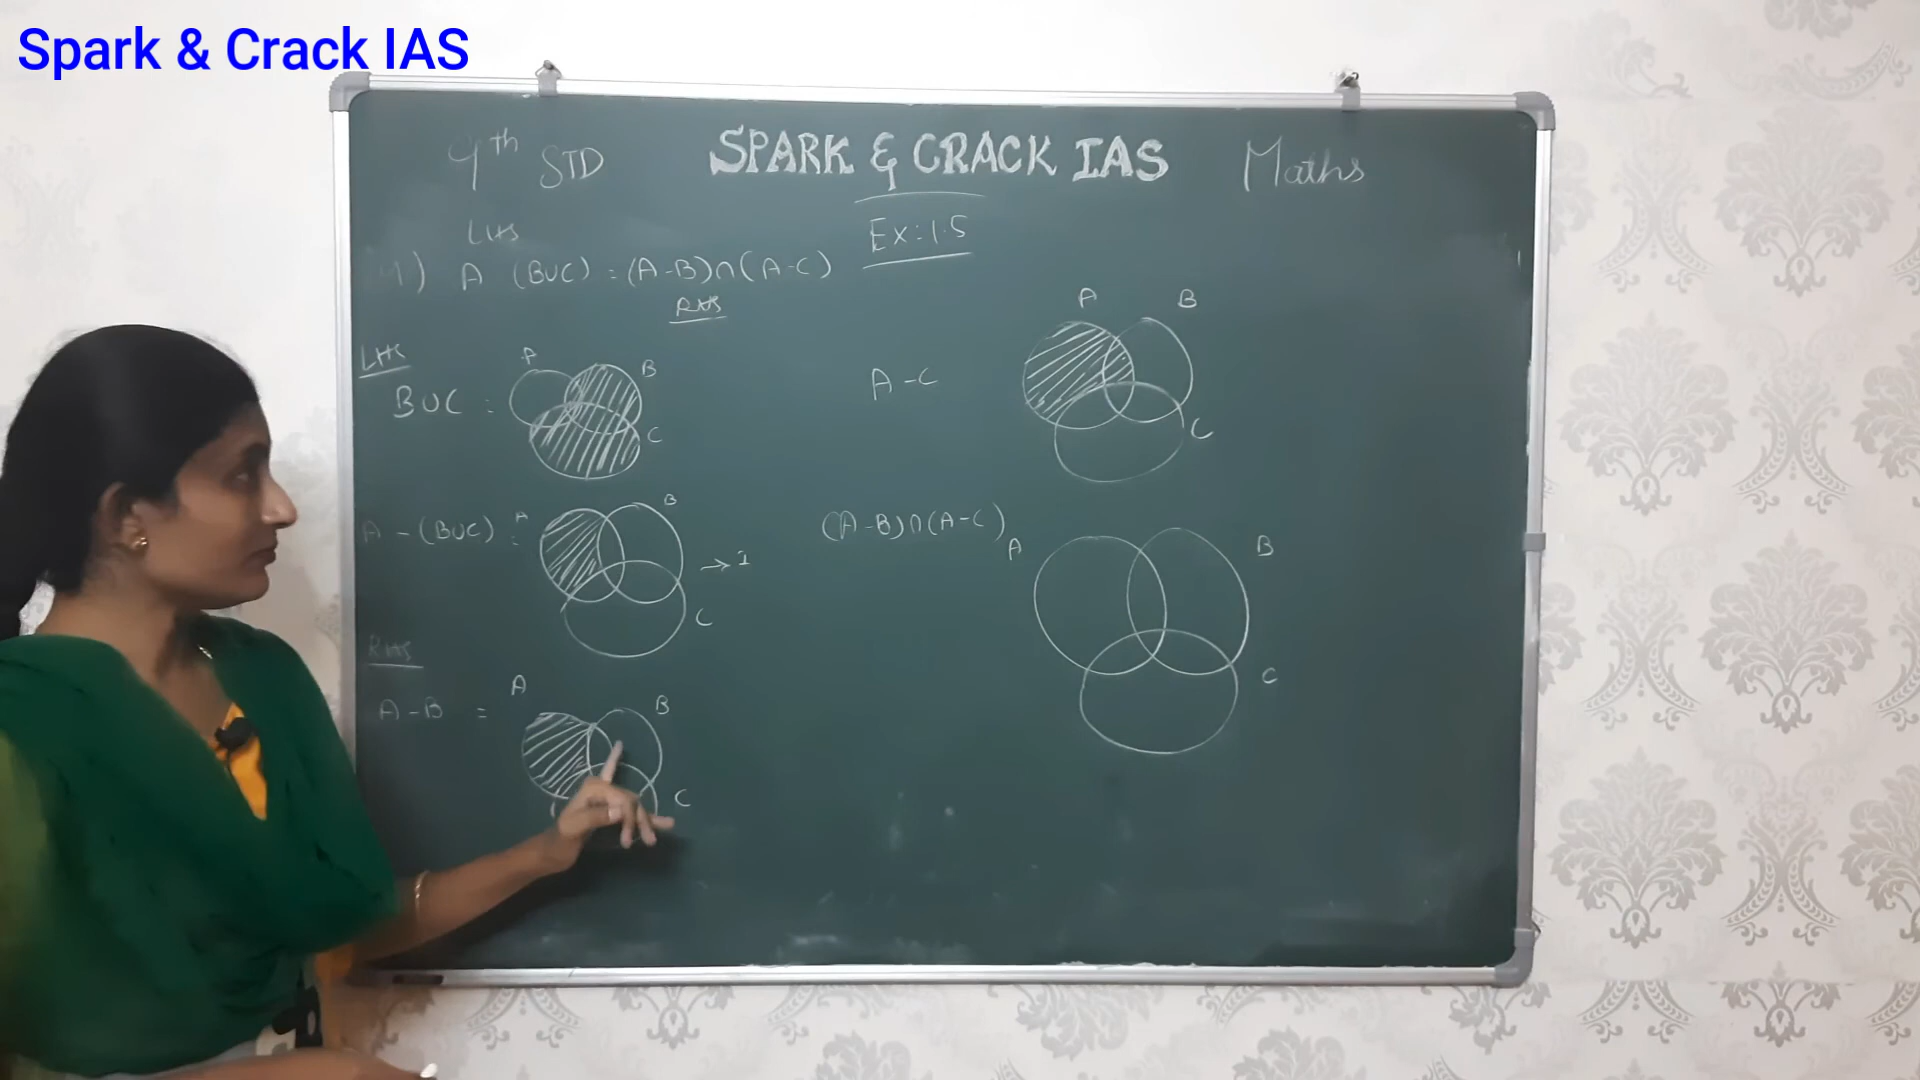 Spark & Crack IAS
9th STD SPARK & CRACK IAS Maths
Ex: 1.5
LHS
A (BUC) = (A-B)∩(A-C)
RHS
LHS
BUC =
A B C
A-(BUC) =
A B C
→ 1
RHS
A-B =
A B C
A-C
A B C
(A-B)∩(A-C)
A B C